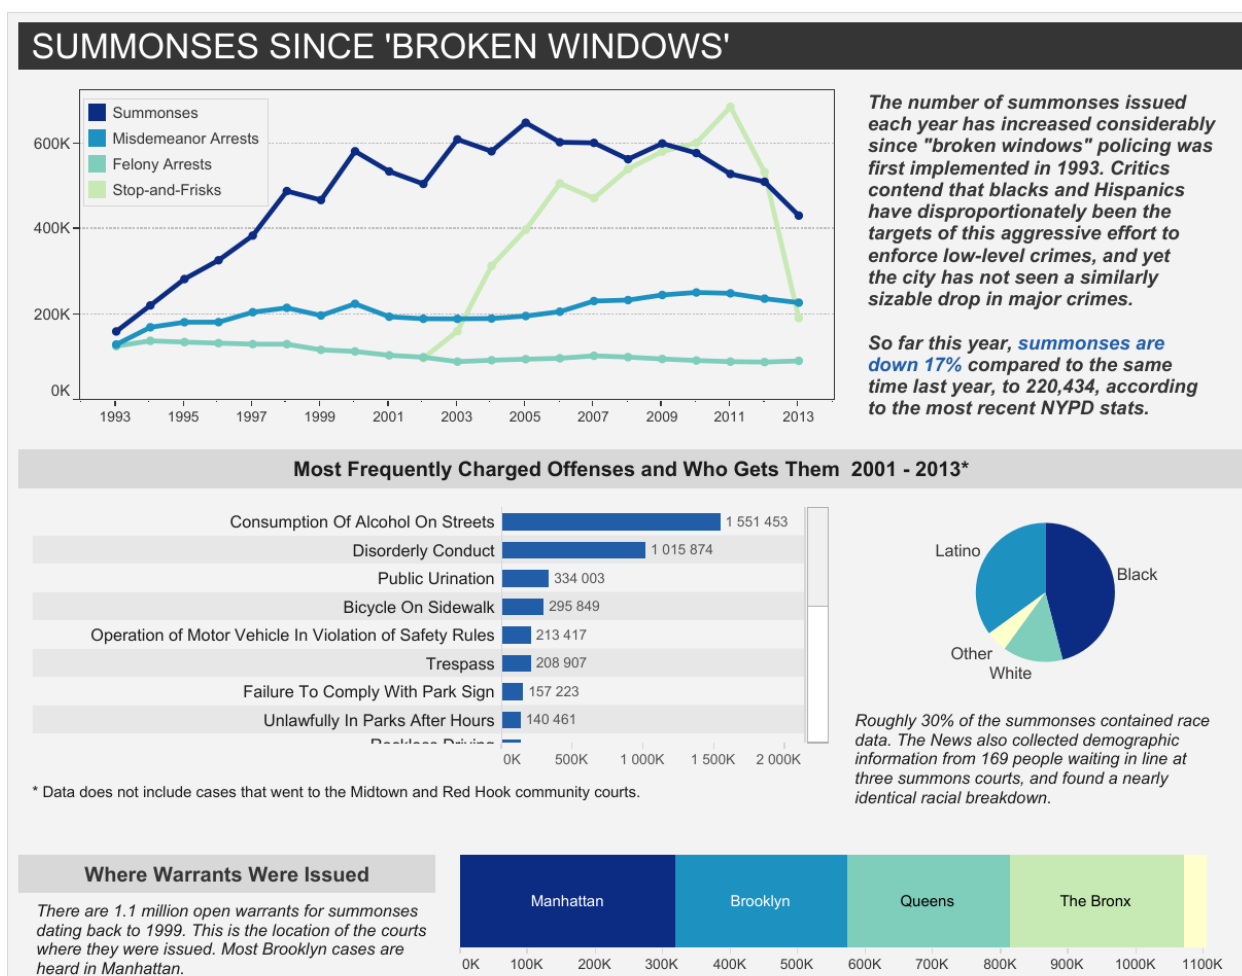 SUMMONSES SINCE 'BROKEN WINDOWS'
Summonses
Misdemeanor Arrests
Felony Arrests
Stop-and-Frisks
600K
400K
200K
0K
1993 1995 1997 1999 2001 2003 2005 2007 2009 2011 2013
The number of summonses issued
each year has increased considerably
since "broken windows" policing was
first implemented in 1993. Critics
contend that blacks and Hispanics
have disproportionately been the
targets of this aggressive effort to
enforce low-level crimes, and yet
the city has not seen a similarly
sizable drop in major crimes.
So far this year, summonses are
down 17% compared to the same
time last year, to 220,434, according
to the most recent NYPD stats.
Most Frequently Charged Offenses and Who Gets Them 2001 - 2013*
Consumption Of Alcohol On Streets 1 551 453
Disorderly Conduct 1 015 874
Public Urination 334 003
Bicycle On Sidewalk 295 849
Operation of Motor Vehicle In Violation of Safety Rules 213 417
Trespass 208 907
Failure To Comply With Park Sign 157 223
Unlawfully In Parks After Hours 140 461
Reckless Driving
0K 500K 1 000K 1 500K 2 000K
* Data does not include cases that went to the Midtown and Red Hook community courts.
Latino
Black
Other
White
Roughly 30% of the summonses contained race
data. The News also collected demographic
information from 169 people waiting in line at
three summons courts, and found a nearly
identical racial breakdown.
Where Warrants Were Issued
There are 1.1 million open warrants for summonses
dating back to 1999. This is the location of the courts
where they were issued. Most Brooklyn cases are
heard in Manhattan.
Manhattan Brooklyn Queens The Bronx
0K 100K 200K 300K 400K 500K 600K 700K 800K 900K 1000K 1100K